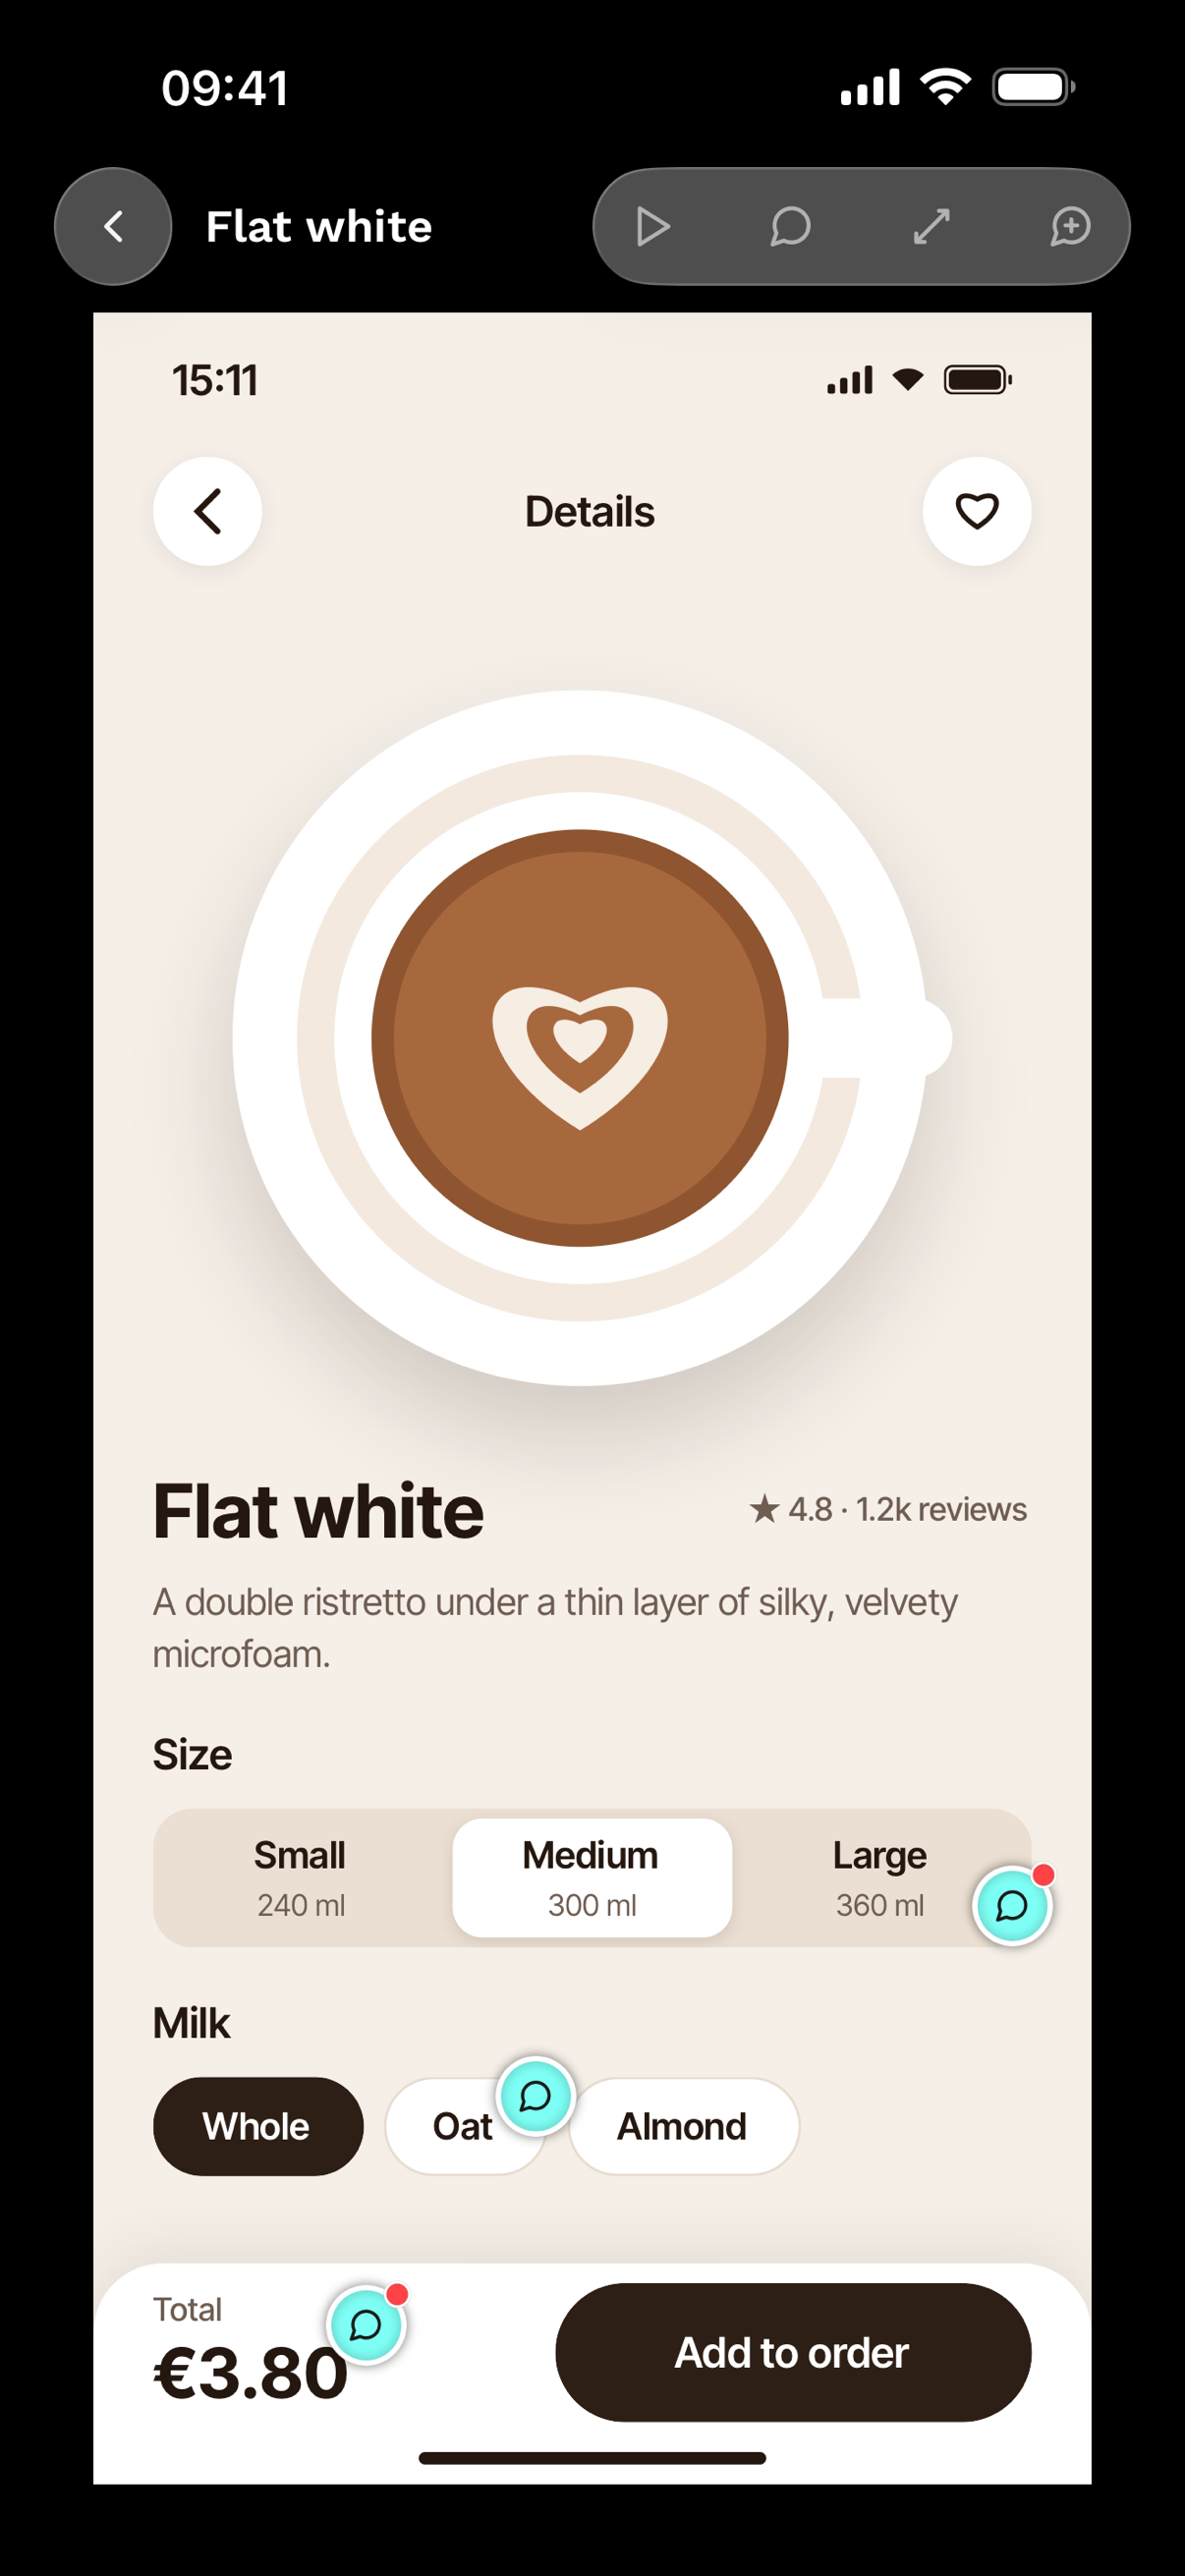 09:41
Flat white
15:11
Details
Flat white
★ 4.8 · 1.2k reviews
A double ristretto under a thin layer of silky, velvety
microfoam.
Size
Small
240 ml
Medium
300 ml
Large
360 ml
Milk
Whole
Oat
Almond
Total
€3.80
Add to order